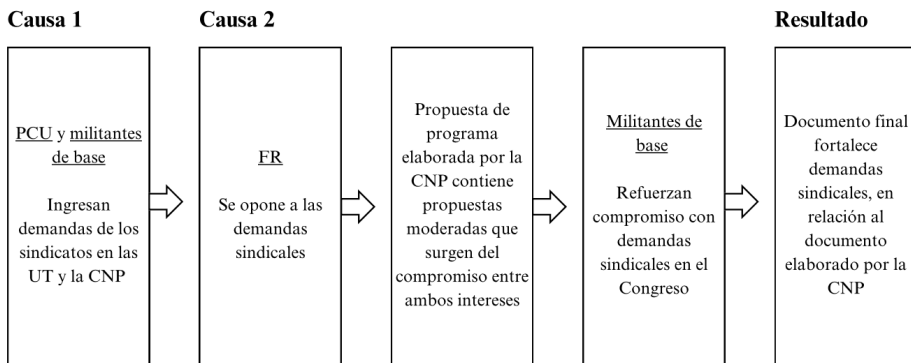 Causa 1
Causa 2
Resultado
PCU y militantes
de base
Ingresan
demandas de los
sindicatos en las
UT y la CNP
FR
Se opone a las
demandas
sindicales
Propuesta de
programa
elaborada por la
CNP contiene
propuestas
moderadas que
surgen del
compromiso entre
ambos intereses
Militantes de
base
Refuerzan
compromiso con
demandas
sindicales en el
Congreso
Documento final
fortalece
demandas
sindicales, en
relación al
documento
elaborado por la
CNP